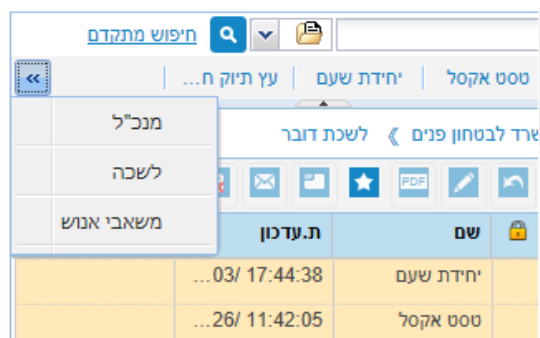 חיפוש מתקדם
טסט אקסל | יחידת שעם | עץ תיוק ח...
מנכ"ל
לשכה
משאבי אנוש
שרד לבטחון פנים 》 לשכת דובר
PDF
שם ת.עדכון
יחידת שעם 03/ 17:44:38...
טסט אקסל 26/ 11:42:05...